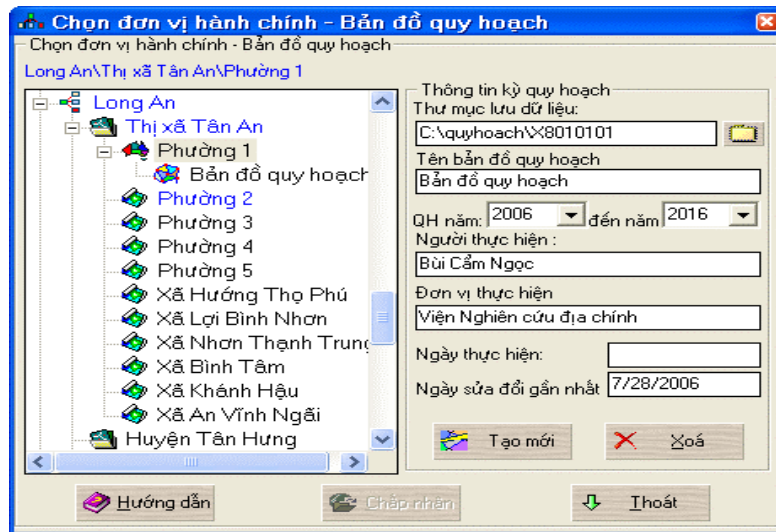 Chọn đơn vị hành chính - Bản đồ quy hoạch
Chọn đơn vị hành chính - Bản đồ quy hoạch
Long An\Thị xã Tân An\Phường 1
Long An
Thị xã Tân An
Phường 1
Bản đồ quy hoạch
Phường 2
Phường 3
Phường 4
Phường 5
Xã Hướng Thọ Phú
Xã Lợi Bình Nhơn
Xã Nhơn Thạnh Trung
Xã Bình Tâm
Xã Khánh Hậu
Xã An Vĩnh Ngãi
Huyện Tân Hưng
Thông tin kỳ quy hoạch
Thư mục lưu dữ liệu:
C:\quyhoach\X8010101
Tên bản đồ quy hoạch
Bản đồ quy hoạch
QH năm: 2006 đến năm 2016
Người thực hiện :
Bùi Cẩm Ngọc
Đơn vị thực hiện
Viện Nghiên cứu địa chính
Ngày thực hiện:
Ngày sửa đổi gần nhất 7/28/2006
Tạo mới Xoá
Hướng dẫn Chấp nhận Thoát